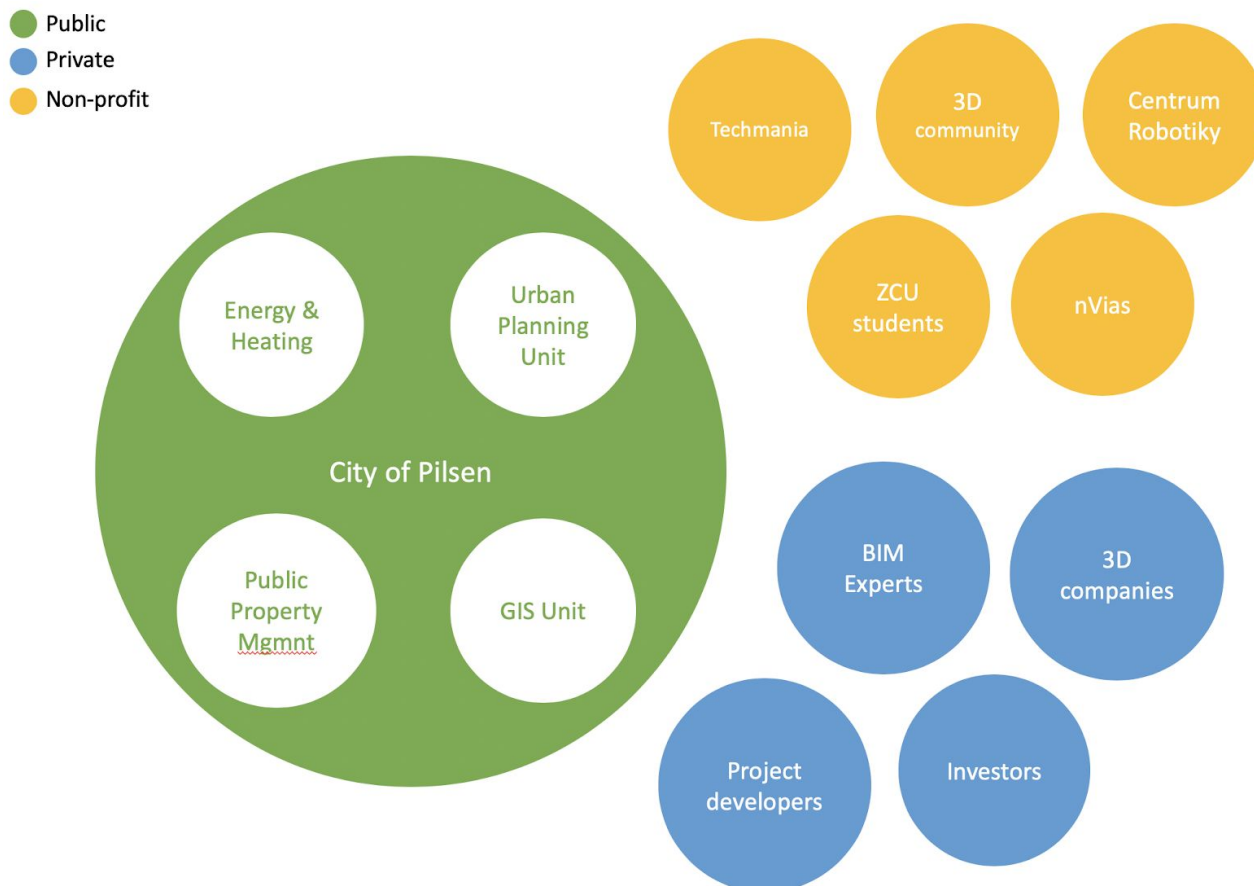 Public
Private
Non-profit
Techmania
3D
community
Centrum
Robotiky
ZCU
students
nVias
Energy &
Heating
Urban
Planning
Unit
City of Pilsen
Public
Property
Mgmnt
GIS Unit
BIM
Experts
3D
companies
Project
developers
Investors